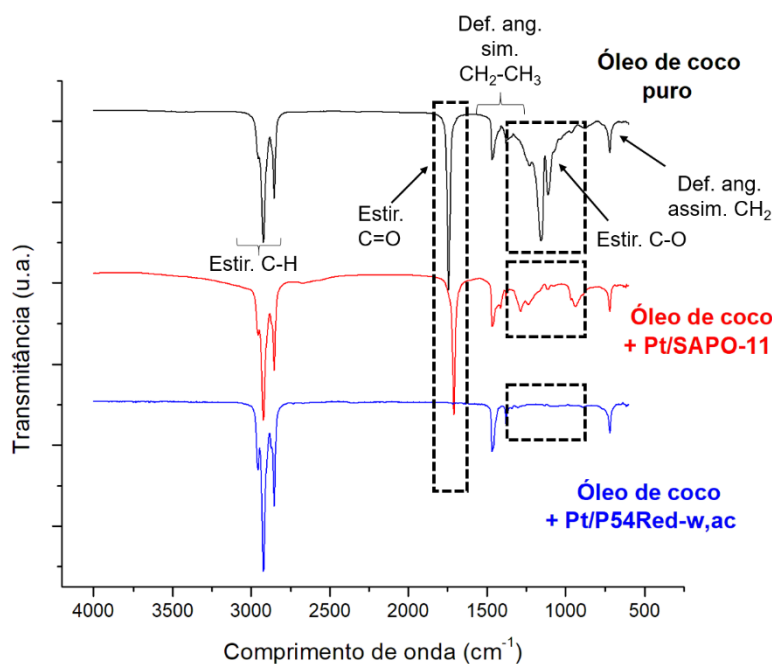 Def. ang.
sim.
CH₂-CH₃
Óleo de coco
puro
Estir.
C=O
Def. ang.
assim. CH₂
Estir. C-O
Estir. C-H
Óleo de coco
+ Pt/SAPO-11
Óleo de coco
+ Pt/P54Red-w,ac
Transmitância (u.a.)
4000 3500 3000 2500 2000 1500 1000 500
Comprimento de onda (cm⁻¹)